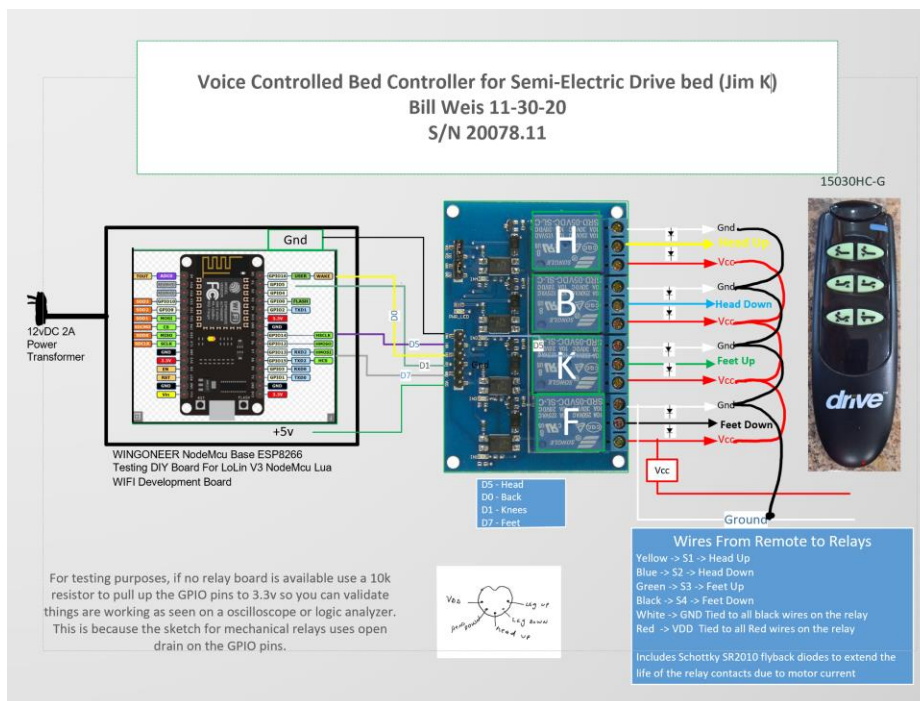 Voice Controlled Bed Controller for Semi-Electric Drive bed (Jim K)
Bill Weis 11-30-20
S/N 20078.11
15030HC-G
Gnd
12vDC 2A
Power
Transformer
+5v
WINGONEER NodeMcu Base ESP8266
Testing DIY Board For LoLin V3 NodeMcu Lua
WIFI Development Board
D0
D5
D1
D7
H
B
K
F
D5
SONGLE
SRD-05VDC-SL-C
Gnd
Head Up
Vcc
Gnd
Head Down
Vcc
Gnd
Feet Up
Vcc
Gnd
Feet Down
Vcc
Vcc
Ground
drive
D5 - Head
D0 - Back
D1 - Knees
D7 - Feet
Wires From Remote to Relays
Yellow -> S1 -> Head Up
Blue -> S2 -> Head Down
Green -> S3 -> Feet Up
Black -> S4 -> Feet Down
White -> GND Tied to all black wires on the relay
Red -> VDD Tied to all Red wires on the relay
Includes Schottky SR2010 flyback diodes to extend the
life of the relay contacts due to motor current
For testing purposes, if no relay board is available use a 10k
resistor to pull up the GPIO pins to 3.3v so you can validate
things are working as seen on a oscilloscope or logic analyzer.
This is because the sketch for mechanical relays uses open
drain on the GPIO pins.
Leg up
Leg Down
head up